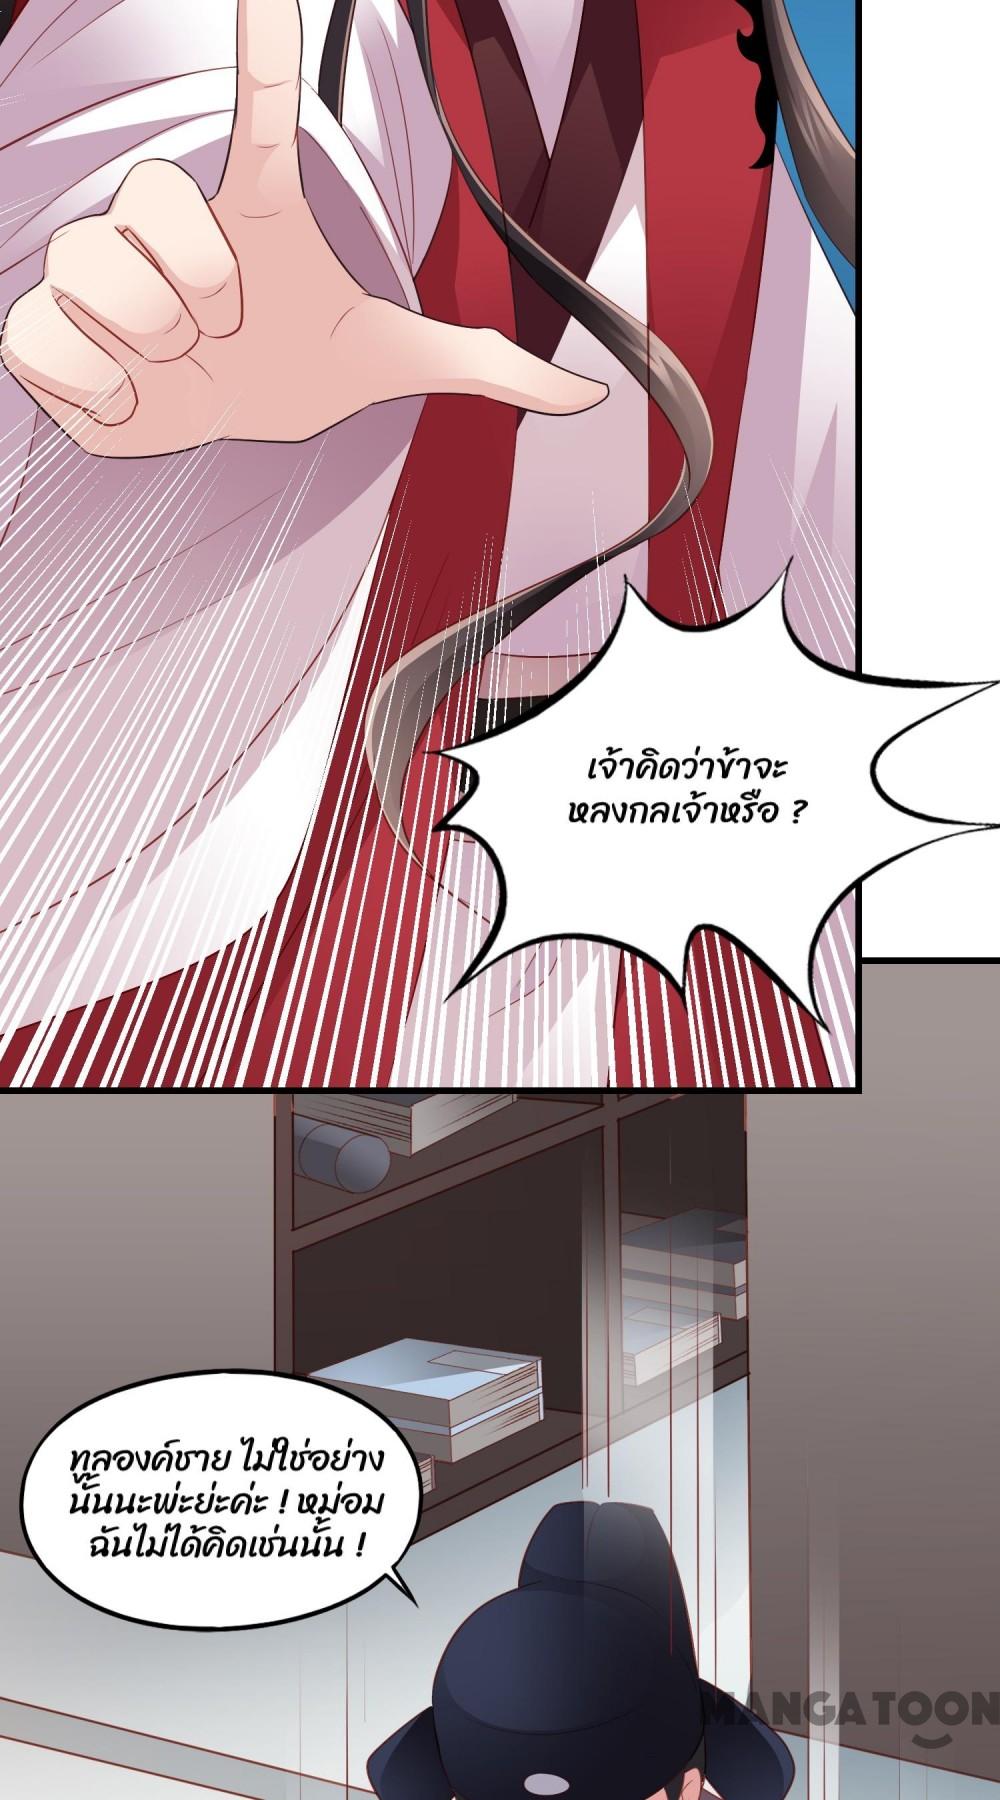 เจ้าคิดว่าข้าจะ
หลงกลเจ้าหรือ ?
ทลองค์ชาย ไม่ใช่อย่าง
นั้นนะพ่ะย่ะค่ะ ! หม่อม
ฉันไม่ได้คิดเช่นนั้น !
MANGATOON